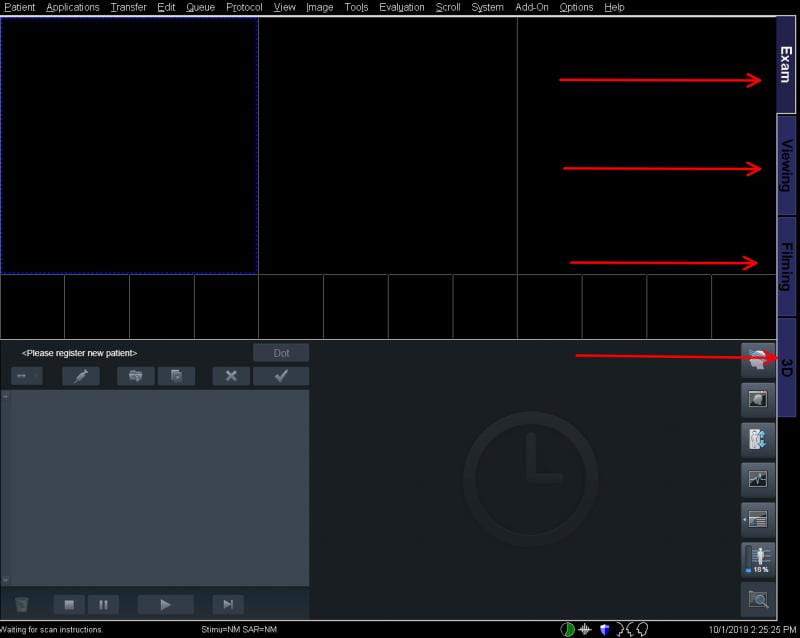 Patient Applications Transfer Edit Queue Protocol View Image Tools Evaluation Scroll System Add-On Options Help
Exam
Viewing
Filming
3D
<Please register new patient>
Dot
18%
Waiting for scan instructions.
Stimu=NM SAR=NM
10/1/2019 2:25:25 PM